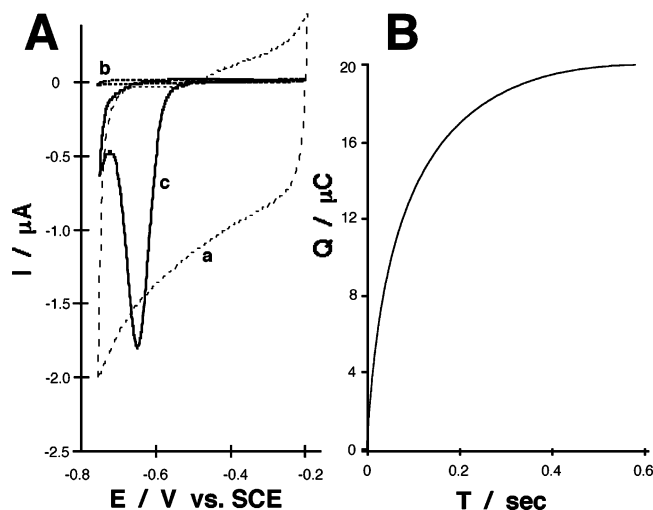 A
b
0
-0.5
-1.0
-1.5
-2.0
-2.5
c
a
I / μA
-0.8
-0.6
-0.4
-0.2
E / V vs. SCE
B
20
16
12
8
4
0
Q / μC
0
0.2
0.4
0.6
T / sec